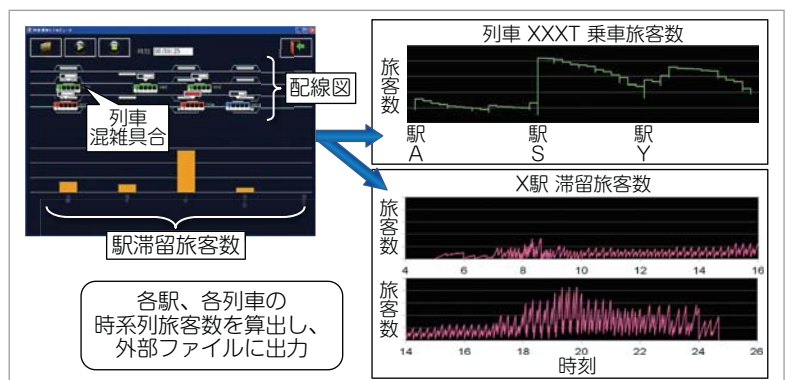 時刻
配線図
列車
混雑具合
駅滞留旅客数
各駅、各列車の
時系列旅客数を算出し、
外部ファイルに出力
列車 XXXT 乗車旅客数
旅客数
駅 駅 駅
A S Y
X駅 滞留旅客数
旅客数
4 6 8 10 12 14 16
旅客数
14 16 18 20 22 24 26
時刻